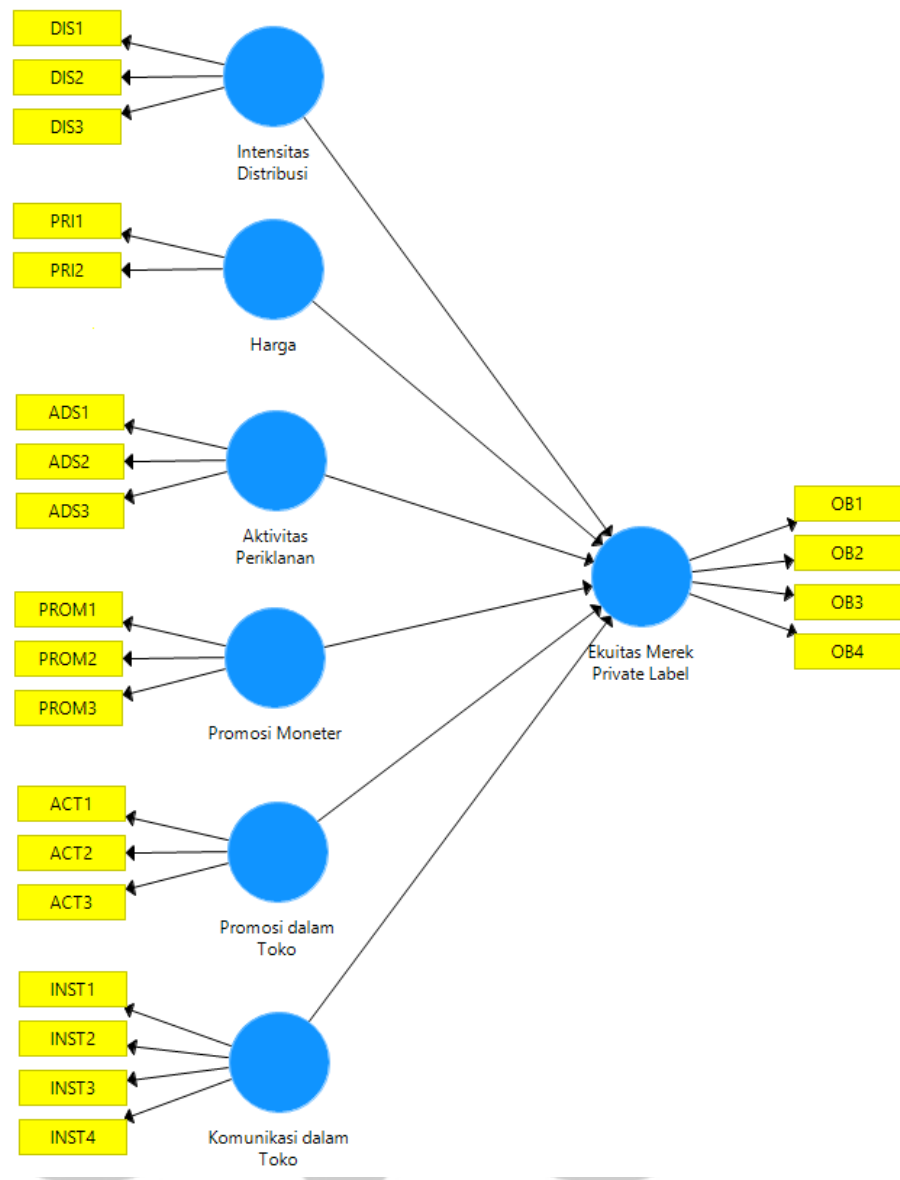 DIS1
DIS2
DIS3
Intensitas
Distribusi
PRI1
PRI2
Harga
ADS1
ADS2
ADS3
Aktivitas
Periklanan
OB1
OB2
OB3
OB4
Ekuitas Merek
Private Label
PROM1
PROM2
PROM3
Promosi Moneter
ACT1
ACT2
ACT3
Promosi dalam
Toko
INST1
INST2
INST3
INST4
Komunikasi dalam
Toko